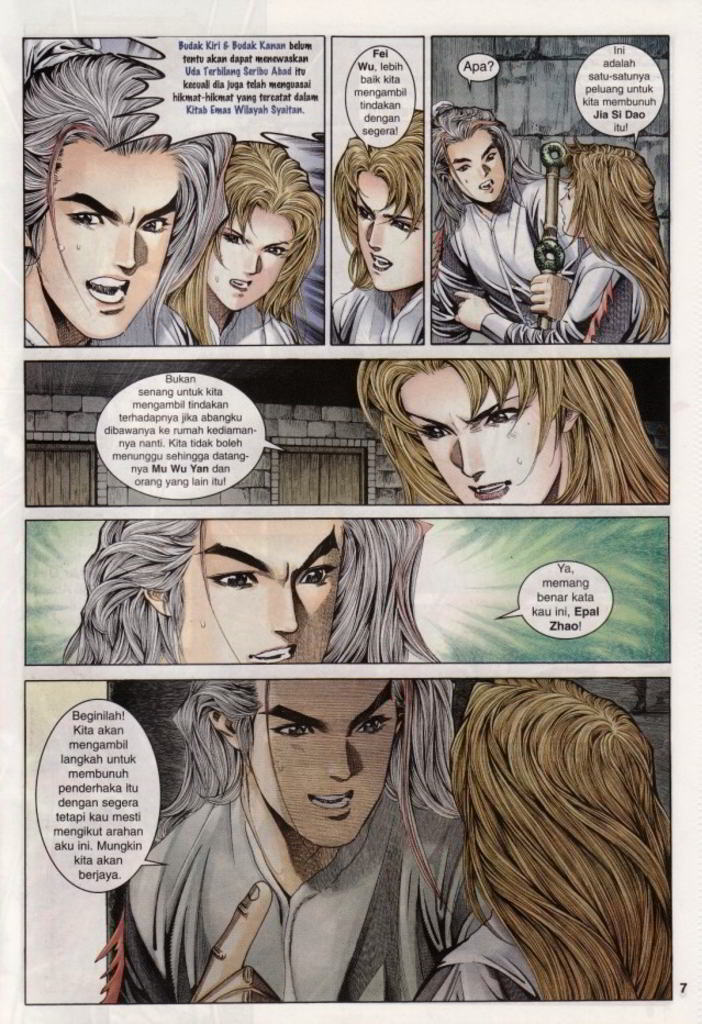 Budak Kiri & Budak Kanan belum
tentu akan dapat menewaskan
Uda Terbilang Seribu Abad itu
kecuali dia juga telah menguasai
hikmat-hikmat yang tercatat dalam
Kitab Emas Wilayah Syaitan.
Fei
Wu, lebih
baik kita
mengambil
tindakan
dengan
segera!
Apa?
Ini
adalah
satu-satunya
peluang untuk
kita membunuh
Jia Si Dao
itu!
Bukan
senang untuk kita
mengambil tindakan
terhadapnya jika abangku
dibawanya ke rumah kediaman-
nya nanti. Kita tidak boleh
menunggu sehingga datang-
nya Mu Wu Yan dan
orang yang lain itu!
Ya,
memang
benar kata
kau ini, Epal
Zhao!
Beginilah!
Kita akan
mengambil
langkah untuk
membunuh
penderhaka itu
dengan segera
tetapi kau mesti
mengikut arahan
aku ini. Mungkin
kita akan
berjaya.
7